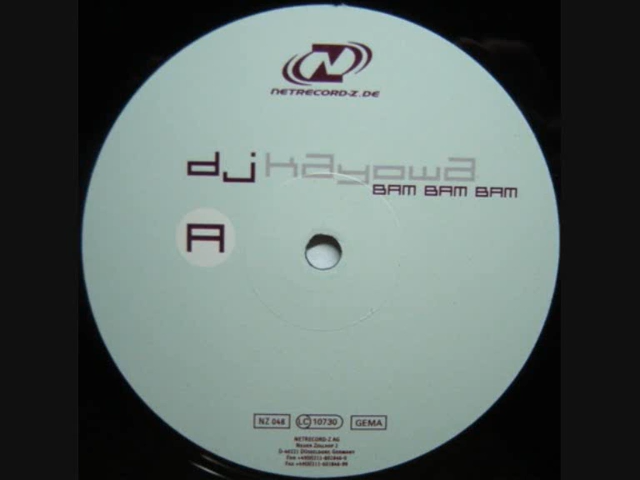 N
NETRECORD-Z.DE
dj kayowa
BAM BAM BAM
A
NZ 048 LC 10730 GEMA
NETRECORD-Z AG